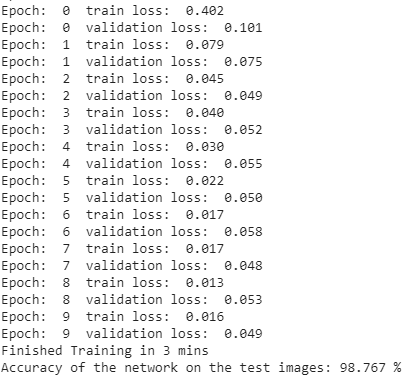 Epoch:  0  train loss:  0.402
Epoch:  0  validation loss:  0.101
Epoch:  1  train loss:  0.079
Epoch:  1  validation loss:  0.075
Epoch:  2  train loss:  0.045
Epoch:  2  validation loss:  0.049
Epoch:  3  train loss:  0.040
Epoch:  3  validation loss:  0.052
Epoch:  4  train loss:  0.030
Epoch:  4  validation loss:  0.055
Epoch:  5  train loss:  0.022
Epoch:  5  validation loss:  0.050
Epoch:  6  train loss:  0.017
Epoch:  6  validation loss:  0.058
Epoch:  7  train loss:  0.017
Epoch:  7  validation loss:  0.048
Epoch:  8  train loss:  0.013
Epoch:  8  validation loss:  0.053
Epoch:  9  train loss:  0.016
Epoch:  9  validation loss:  0.049
Finished Training in 3 mins
Accuracy of the network on the test images: 98.767 %